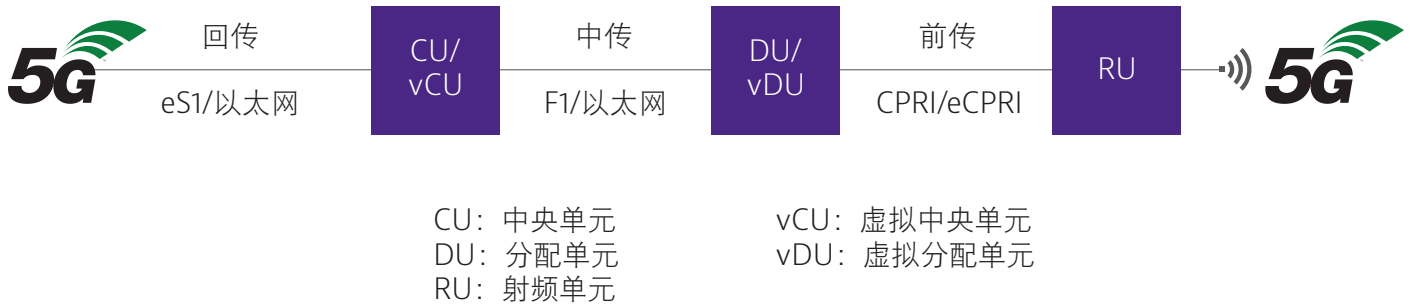 5G
回传
eS1/以太网
CU/
vCU
中传
F1/以太网
DU/
vDU
前传
CPRI/eCPRI
RU
5G
CU：中央单元
DU：分配单元
RU：射频单元
vCU：虚拟中央单元
vDU：虚拟分配单元